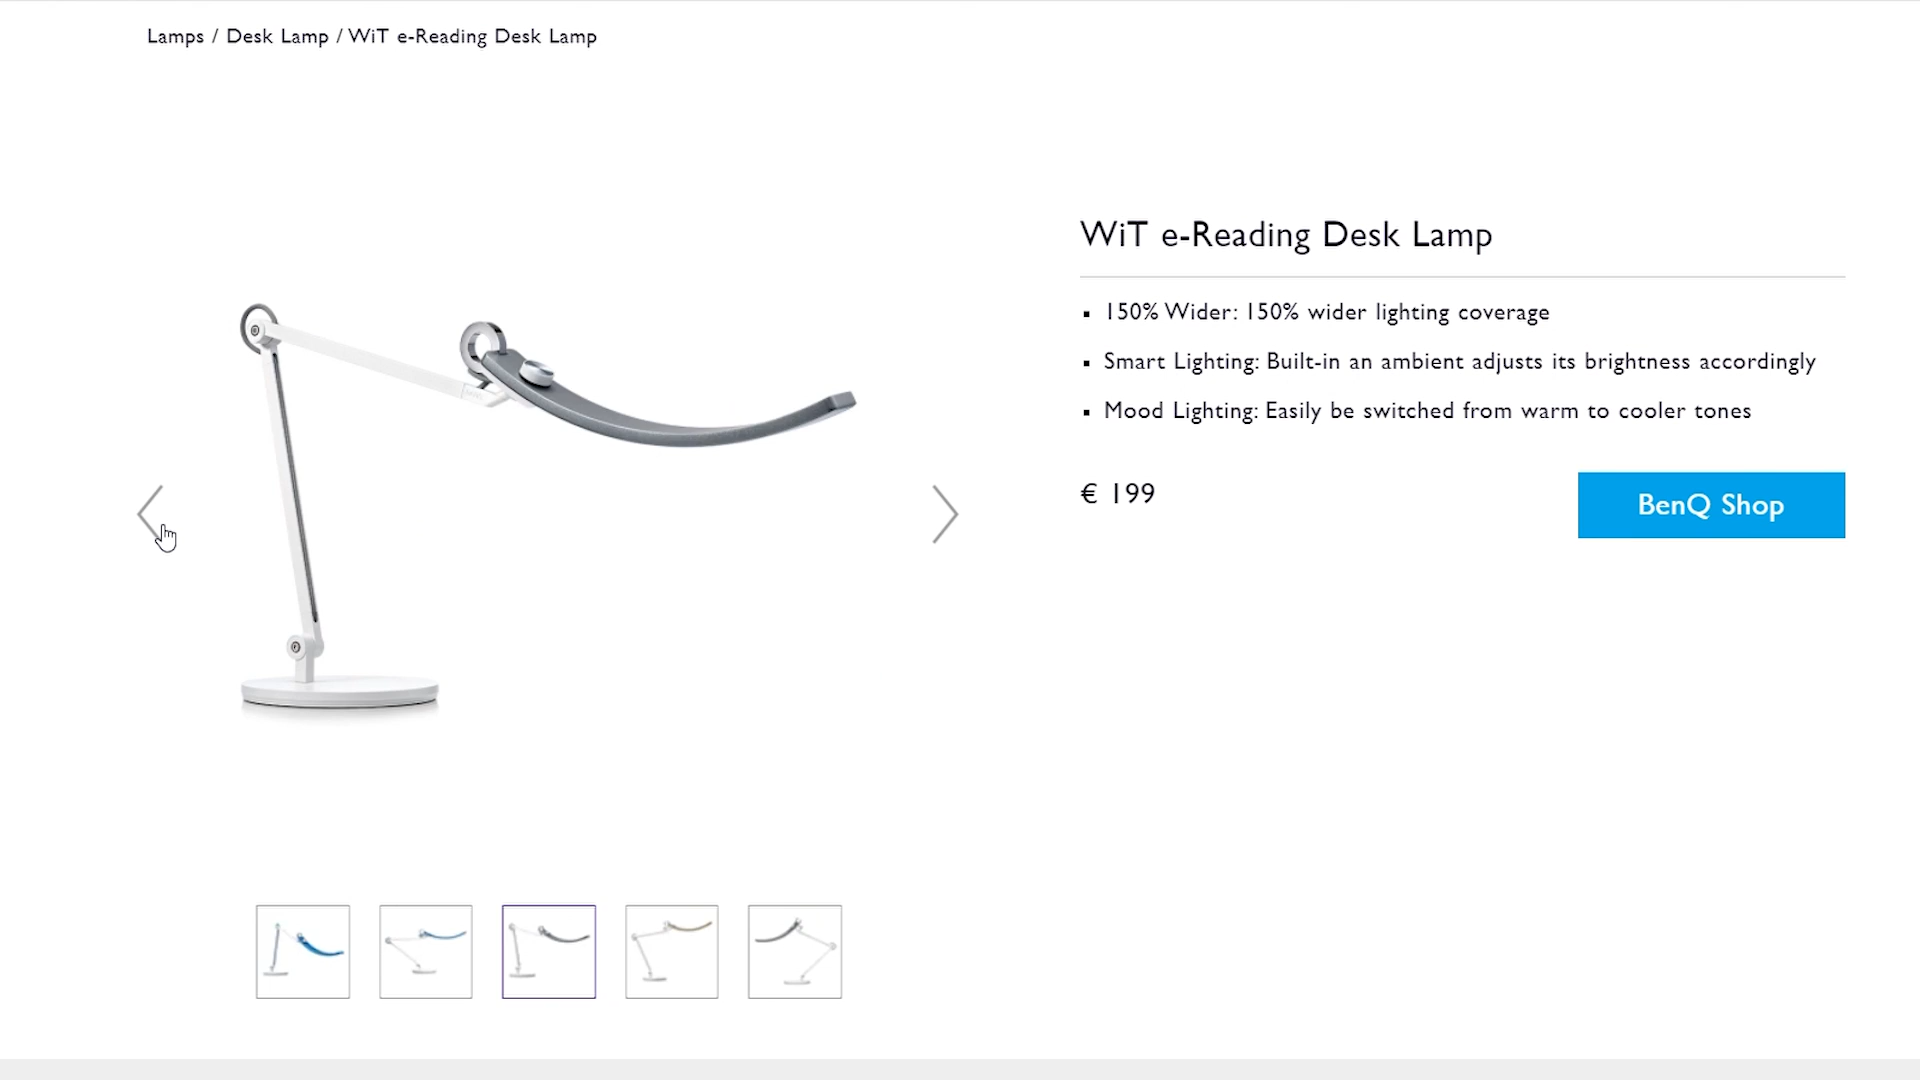 Lamps / Desk Lamp / WiT e-Reading Desk Lamp
WiT e-Reading Desk Lamp
150% Wider: 150% wider lighting coverage
Smart Lighting: Built-in an ambient adjusts its brightness accordingly
Mood Lighting: Easily be switched from warm to cooler tones
€ 199
BenQ Shop